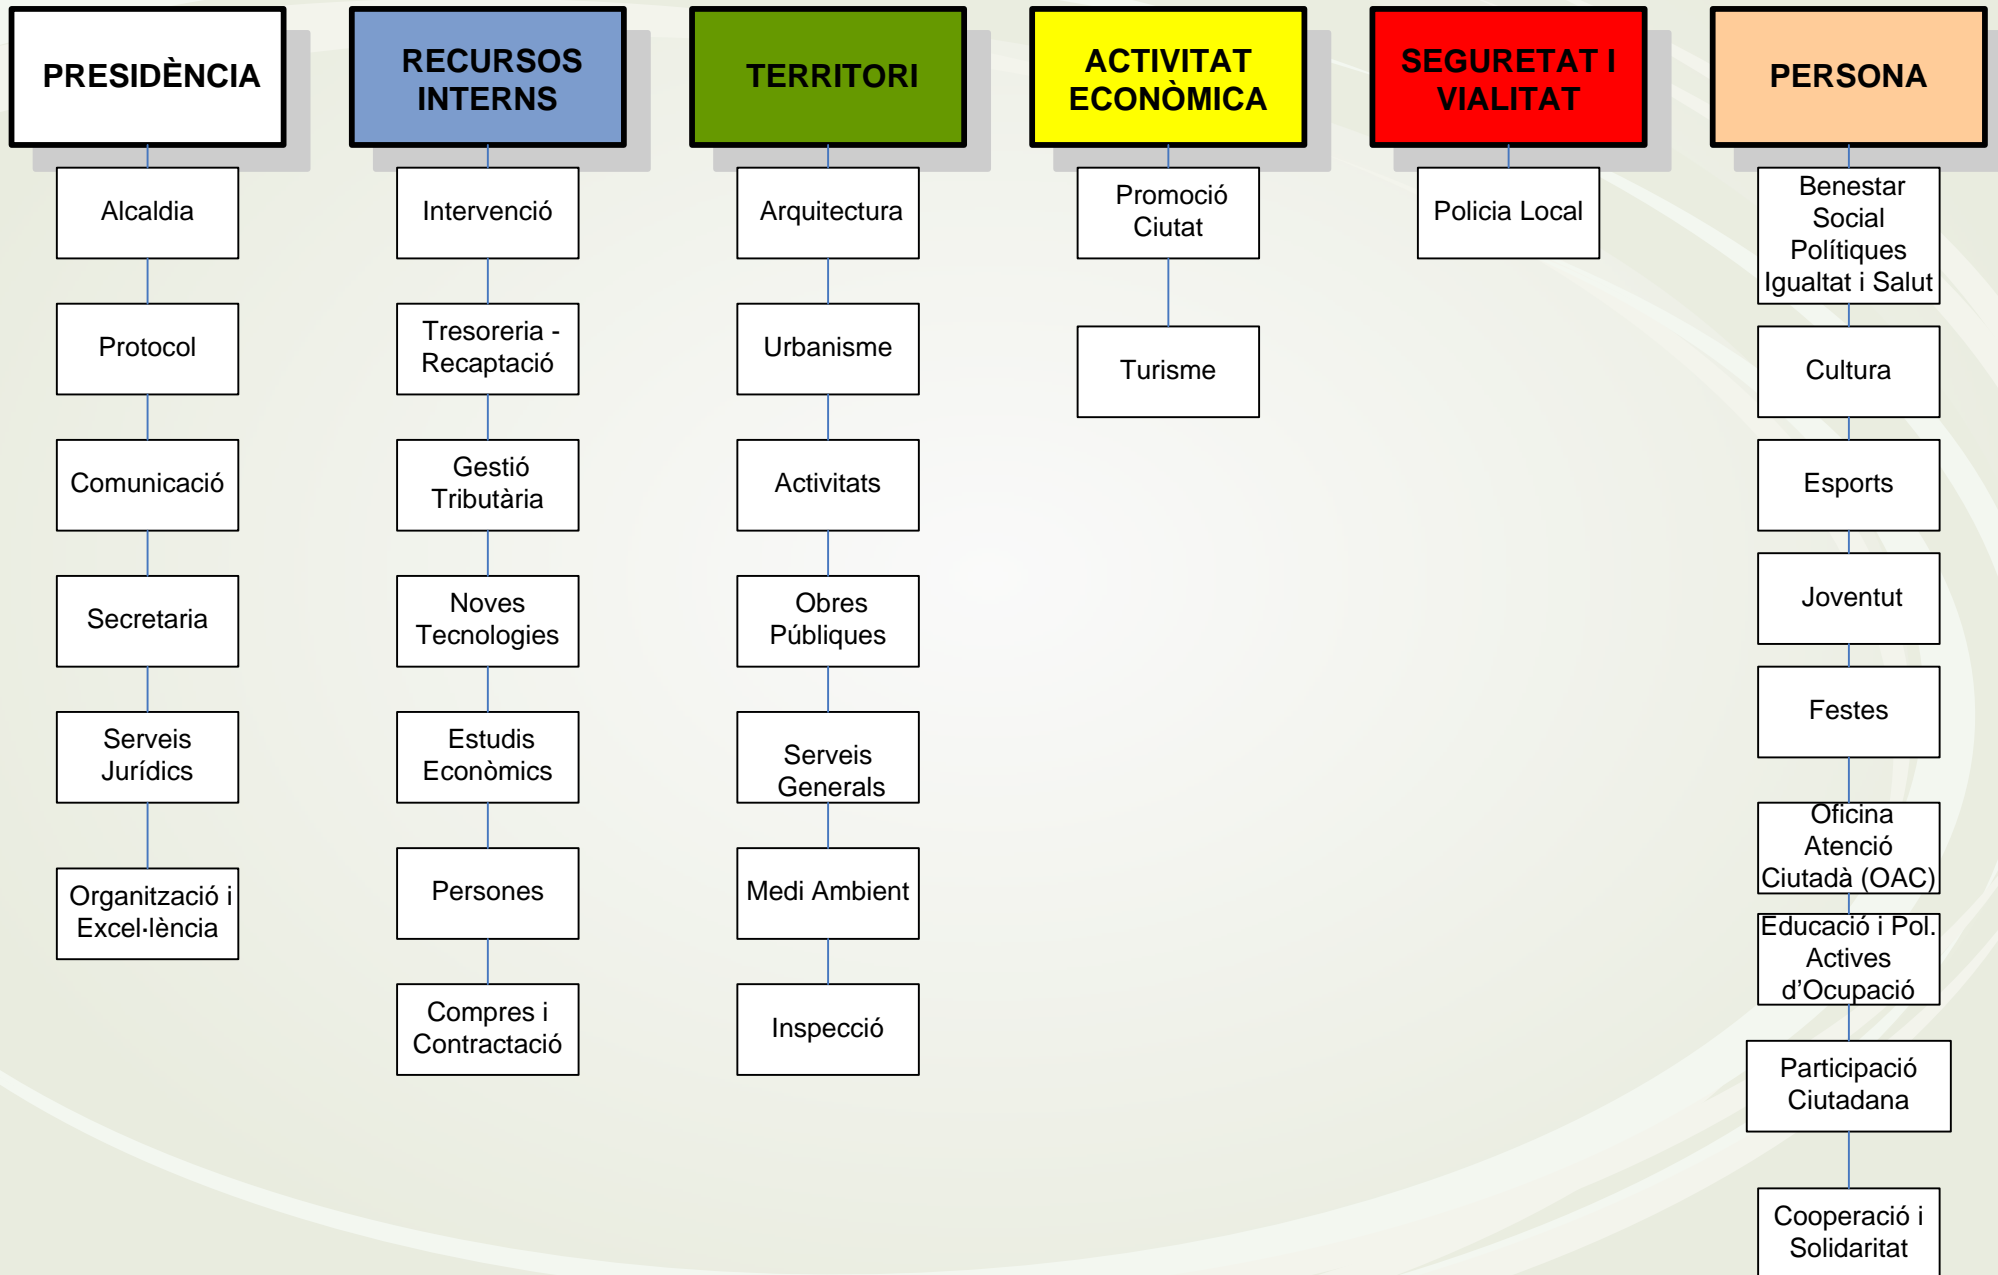 PRESIDÈNCIA
Alcaldia
Protocol
Comunicació
Secretaria
Serveis
Jurídics
Organització i
Excel·lència
RECURSOS
INTERNS
Intervenció
Tresoreria -
Recaptació
Gestió
Tributària
Noves
Tecnologies
Estudis
Econòmics
Persones
Compres i
Contractació
TERRITORI
Arquitectura
Urbanisme
Activitats
Obres
Públiques
Serveis
Generals
Medi Ambient
Inspecció
ACTIVITAT
ECONÒMICA
Promoció
Ciutat
Turisme
SEGURETAT I
VIALITAT
Policia Local
PERSONA
Benestar
Social
Polítiques
Igualtat i Salut
Cultura
Esports
Joventut
Festes
Oficina
Atenció
Ciutadà (OAC)
Educació i Pol.
Actives
d’Ocupació
Participació
Ciutadana
Cooperació i
Solidaritat